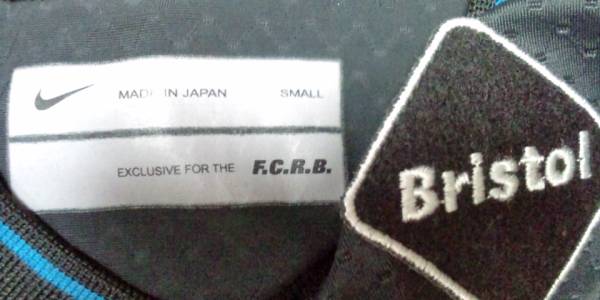 MADE IN JAPAN SMALL
EXCLUSIVE FOR THE F.C.R.B.
Bristol